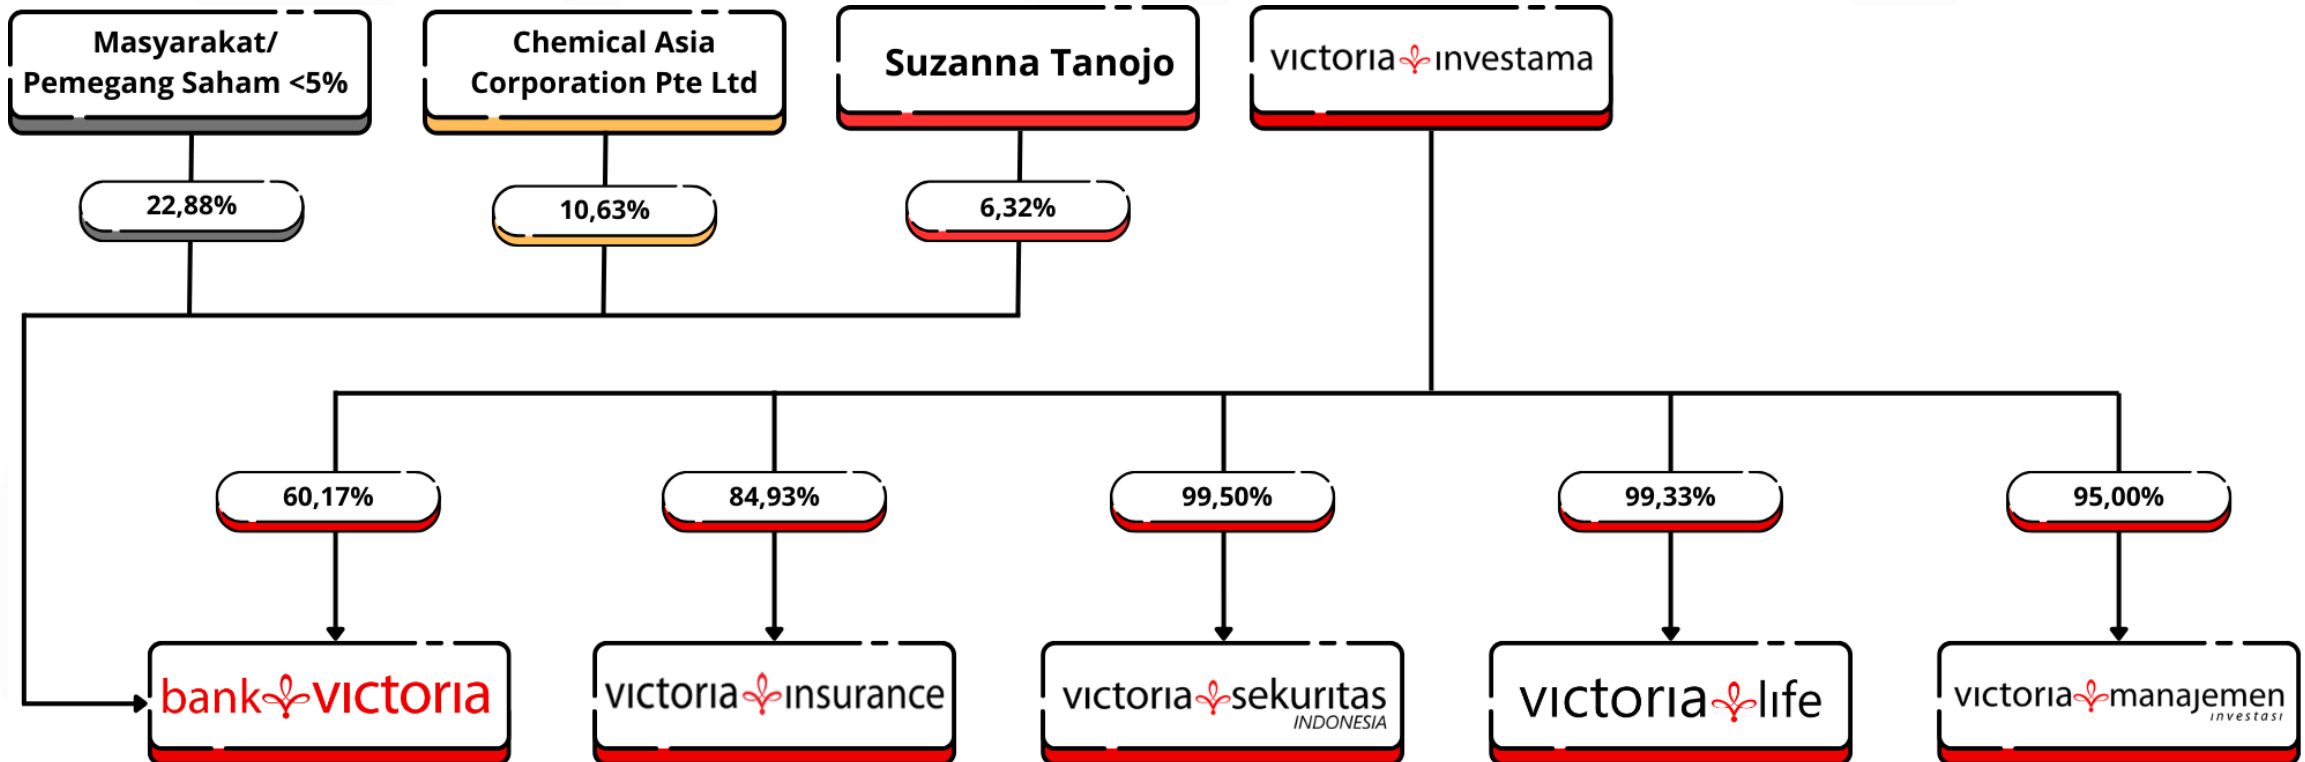 Masyarakat/
Pemegang Saham <5%
Chemical Asia
Corporation Pte Ltd
Suzanna Tanojo
victoria investama
22,88%
10,63%
6,32%
60,17%
84,93%
99,50%
99,33%
95,00%
bank victoria
victoria insurance
victoria sekuritas
INDONESIA
victoria life
victoria manajemen
investasi